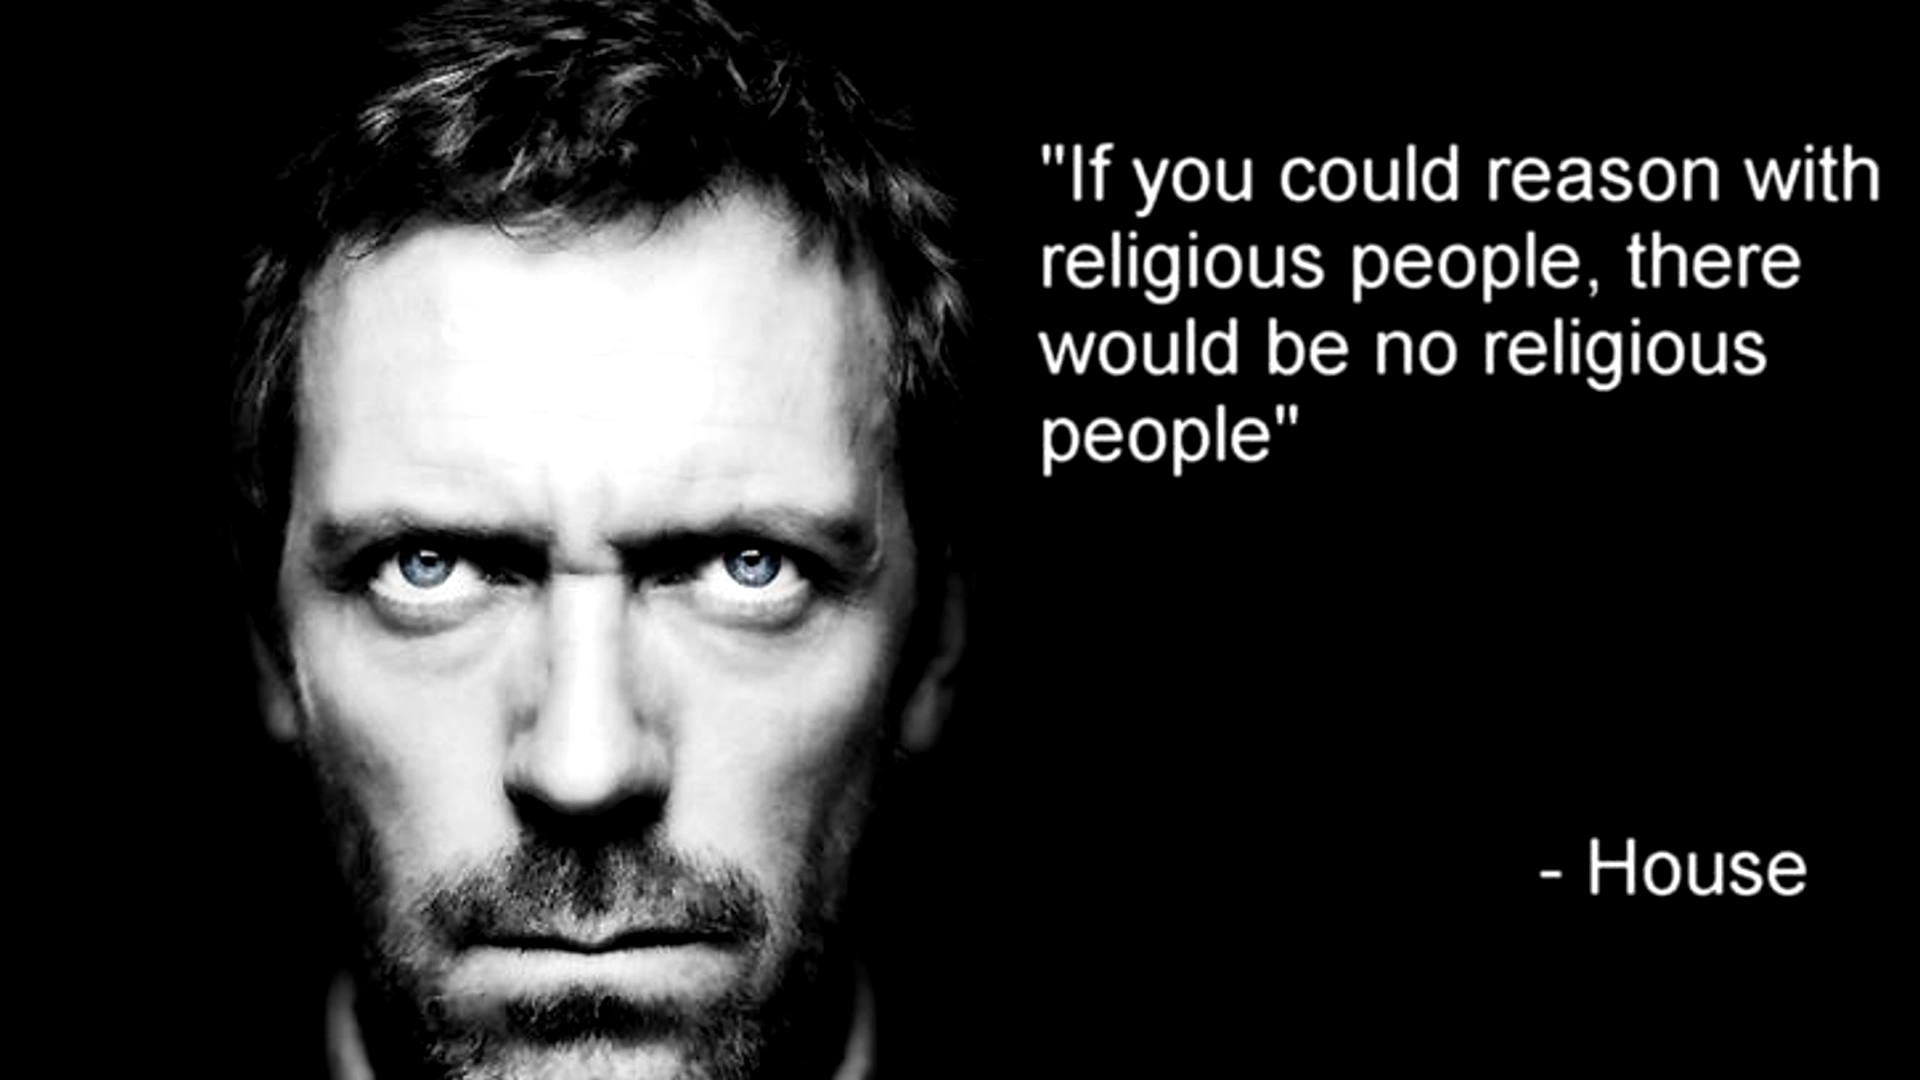 "If you could reason with
religious people, there
would be no religious
people"
- House